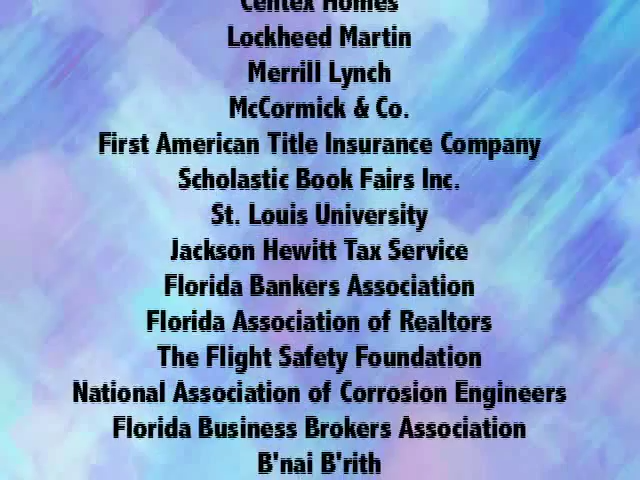 Centex Homes
Lockheed Martin
Merrill Lynch
McCormick & Co.
First American Title Insurance Company
Scholastic Book Fairs Inc.
St. Louis University
Jackson Hewitt Tax Service
Florida Bankers Association
Florida Association of Realtors
The Flight Safety Foundation
National Association of Corrosion Engineers
Florida Business Brokers Association
B'nai B'rith